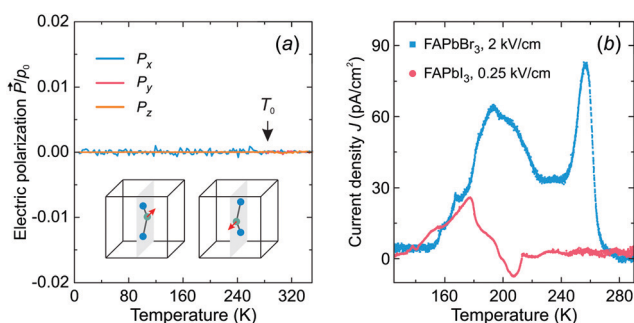 (a)
0.02
0.01
0.00
-0.01
-0.02
Electric polarization P⃗/p₀
Pₓ
Pᵧ
P_z
T₀
0 80 160 240 320
Temperature (K)
(b)
90
60
30
0
Current density J (pA/cm²)
FAPbBr₃, 2 kV/cm
FAPbI₃, 0.25 kV/cm
160 200 240 280
Temperature (K)